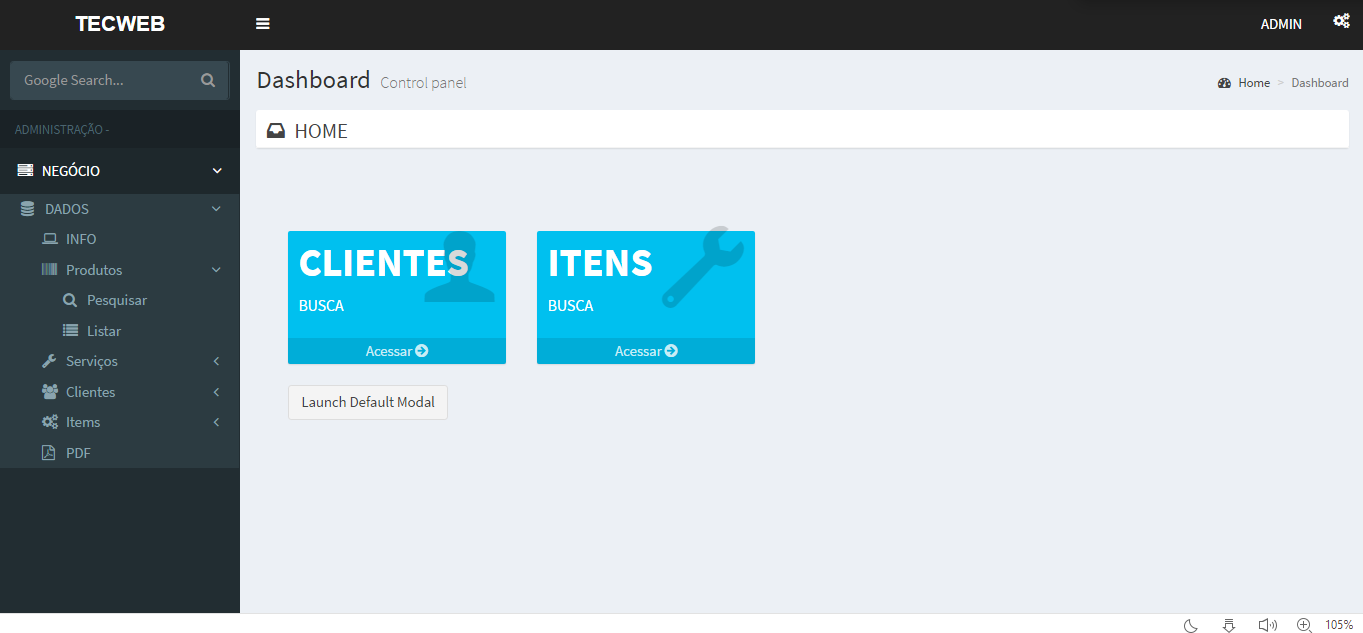 TECWEB
ADMIN
Google Search...
ADMINISTRAÇÃO -
NEGÓCIO
DADOS
INFO
Produtos
Pesquisar
Listar
Serviços
Clientes
Items
PDF
Dashboard Control panel
Home > Dashboard
HOME
CLIENTES
BUSCA
Acessar
ITENS
BUSCA
Acessar
Launch Default Modal
105%